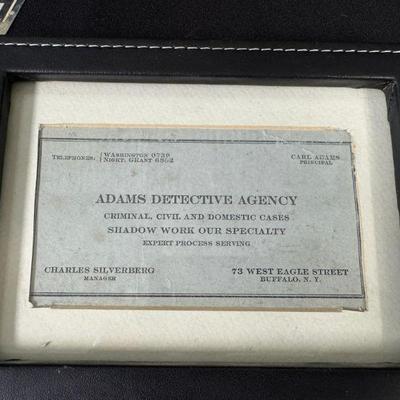 TELEPHONES: WASHINGTON 0739
NIGHT: GRANT 6862
CARL ADAMS
PRINCIPAL
ADAMS DETECTIVE AGENCY
CRIMINAL, CIVIL AND DOMESTIC CASES
SHADOW WORK OUR SPECIALTY
EXPERT PROCESS SERVING
CHARLES SILVERBERG
MANAGER
73 WEST EAGLE STREET
BUFFALO, N. Y.